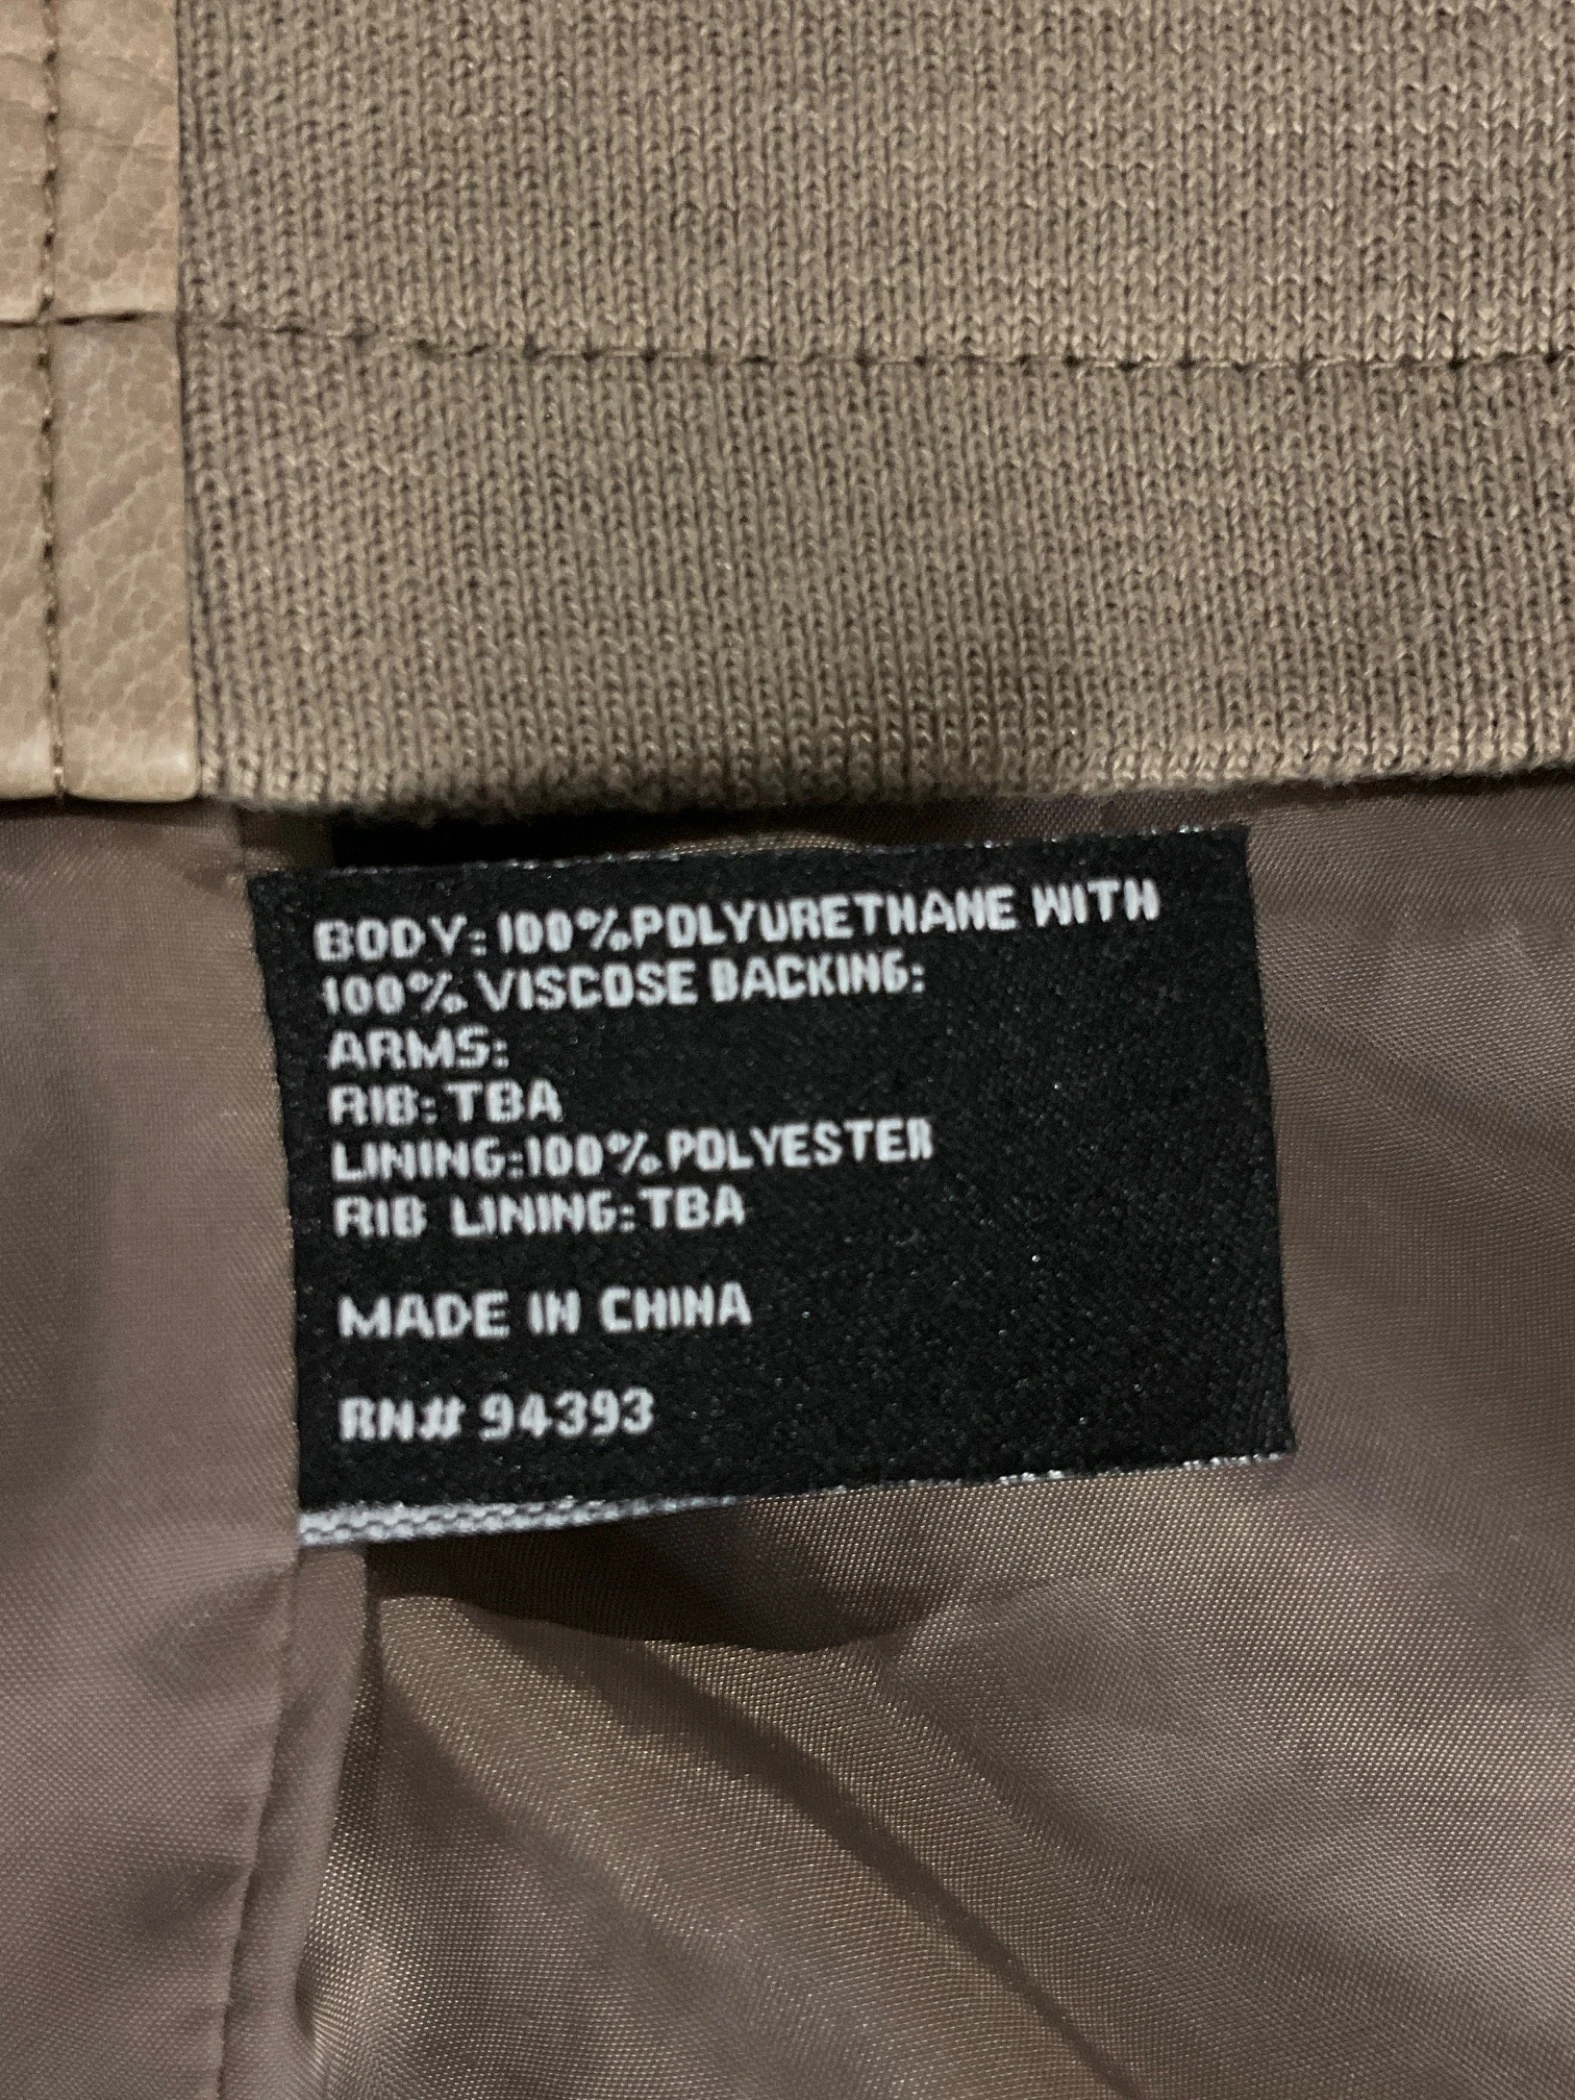 BODY: 100%POLYURETHANE WITH
100% VISCOSE BACKING:
ARMS:
RIB: TBA
LINING:100%POLYESTER
RIB LINING:TBA
MADE IN CHINA
RN# 94393